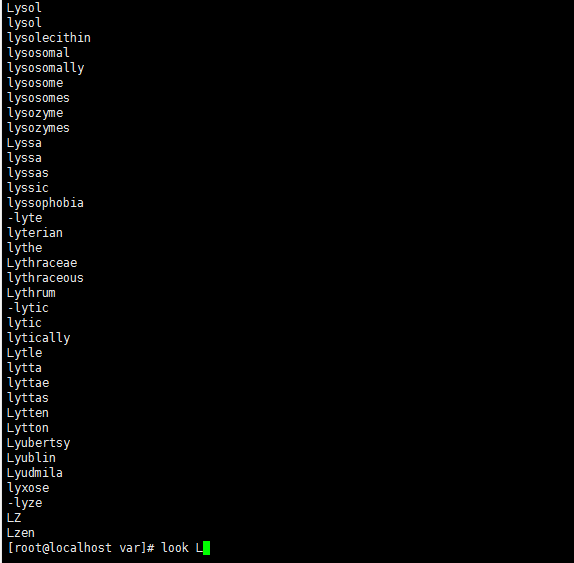 Lysol
lysol
lysolecithin
lysosomal
lysosomally
lysosome
lysosomes
lysozyme
lysozymes
Lyssa
lyssa
lyssas
lyssic
lyssophobia
-lyte
lyterian
lythe
Lythraceae
lythraceous
Lythrum
-lytic
lytic
lytically
Lytle
lytta
lyttae
lyttas
Lytten
Lytton
Lyubertsy
Lyublin
Lyudmila
lyxose
-lyze
LZ
Lzen
[root@localhost var]# look L